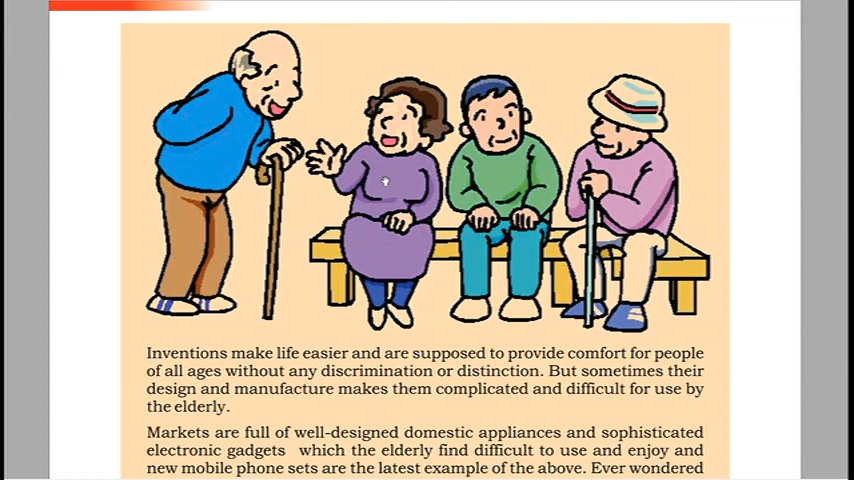 Inventions make life easier and are supposed to provide comfort for people
of all ages without any discrimination or distinction. But sometimes their
design and manufacture makes them complicated and difficult for use by
the elderly.
Markets are full of well-designed domestic appliances and sophisticated
electronic gadgets which the elderly find difficult to use and enjoy and
new mobile phone sets are the latest example of the above. Ever wondered